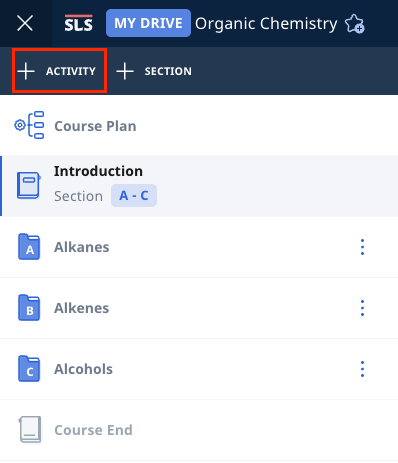 SLS MY DRIVE Organic Chemistry
ACTIVITY SECTION
Course Plan
Introduction
Section A - C
A Alkanes
B Alkenes
C Alcohols
Course End